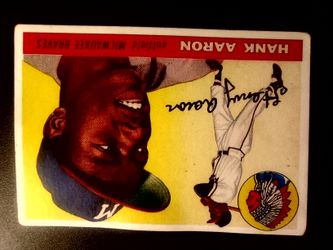 HANK AARON
outfield MILWAUKEE BRAVES
Henry Aaron
M